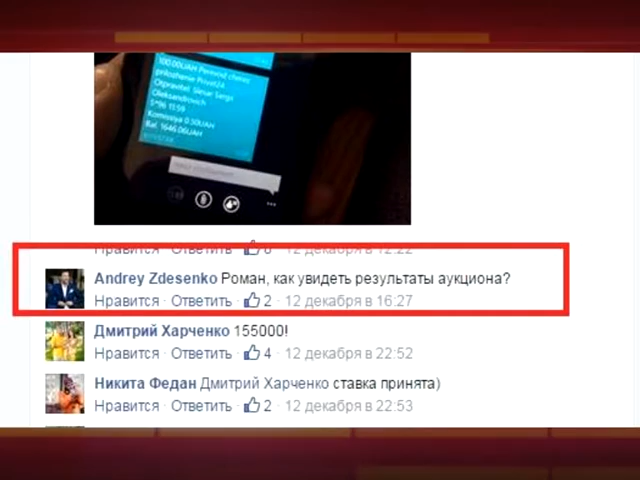 100.00UAH Perevod cherez
prilozhenie Privat24.
Otpravitel: Slesar Sergo
Oleksandrovich
5*96 11:59
Komissiya 0.50UAH
Bal. 1646.06UAH
Нравится · Ответить · 6 · 12 декабря в 12:22
Andrey Zdesenko Роман, как увидеть результаты аукциона?
Нравится · Ответить · 2 · 12 декабря в 16:27
Дмитрий Харченко 155000!
Нравится · Ответить · 4 · 12 декабря в 22:52
Никита Федан Дмитрий Харченко ставка принята)
Нравится · Ответить · 2 · 12 декабря в 22:53